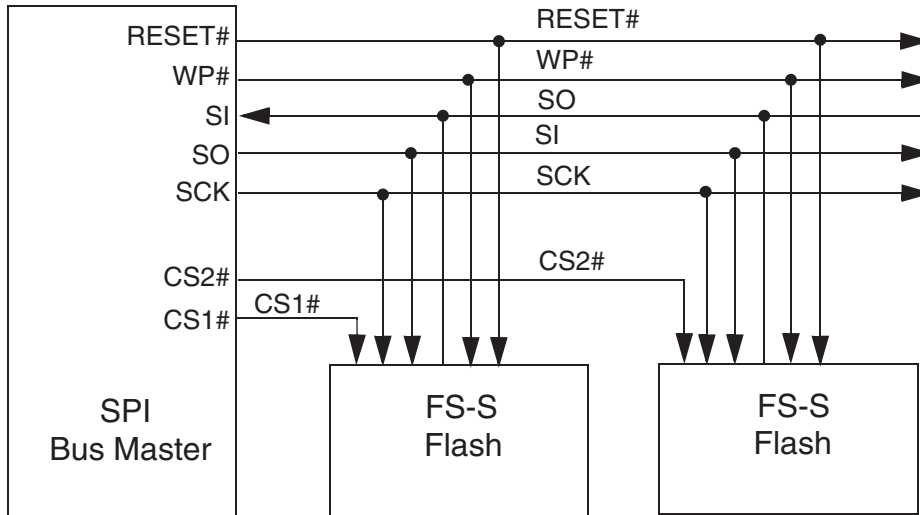 RESET#
RESET#
WP#
WP#
SI
SO
SO
SI
SCK
SCK
CS2#
CS2#
CS1#
CS1#
SPI
Bus Master
FS-S
Flash
FS-S
Flash